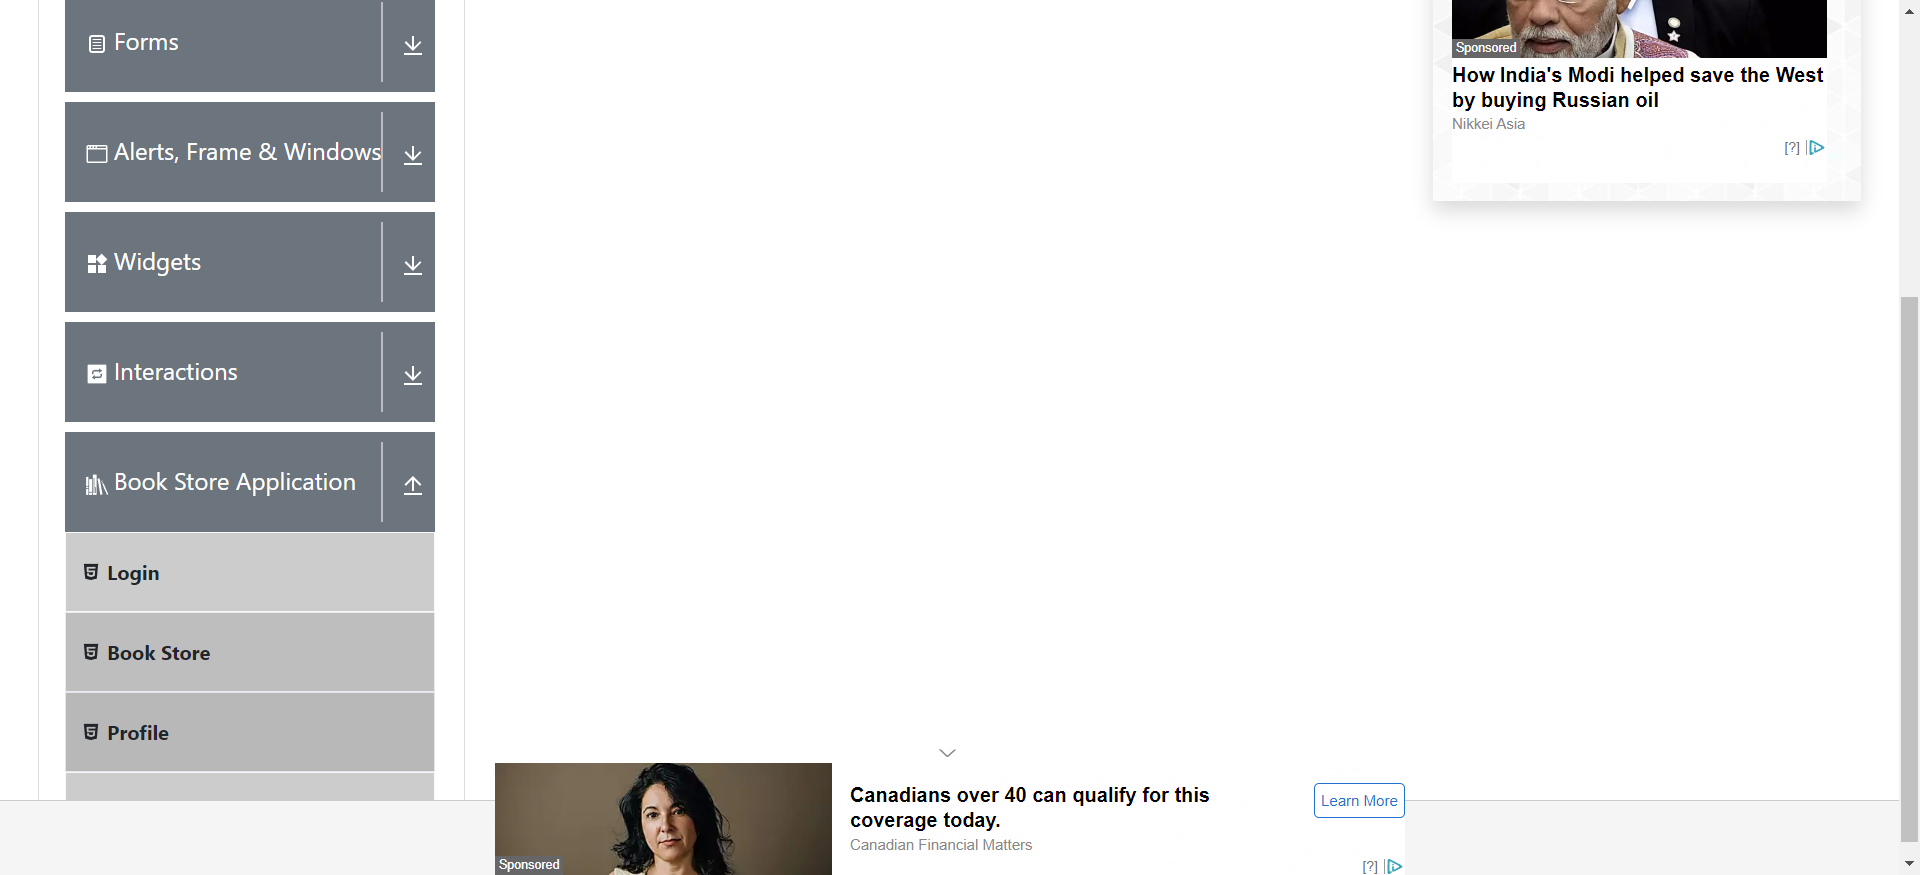 Forms
Alerts, Frame & Windows
Widgets
Interactions
Book Store Application
Login
Book Store
Profile
Sponsored
How India's Modi helped save the West
by buying Russian oil
Nikkei Asia
[?]
Sponsored
Canadians over 40 can qualify for this
coverage today.
Canadian Financial Matters
Learn More
[?]